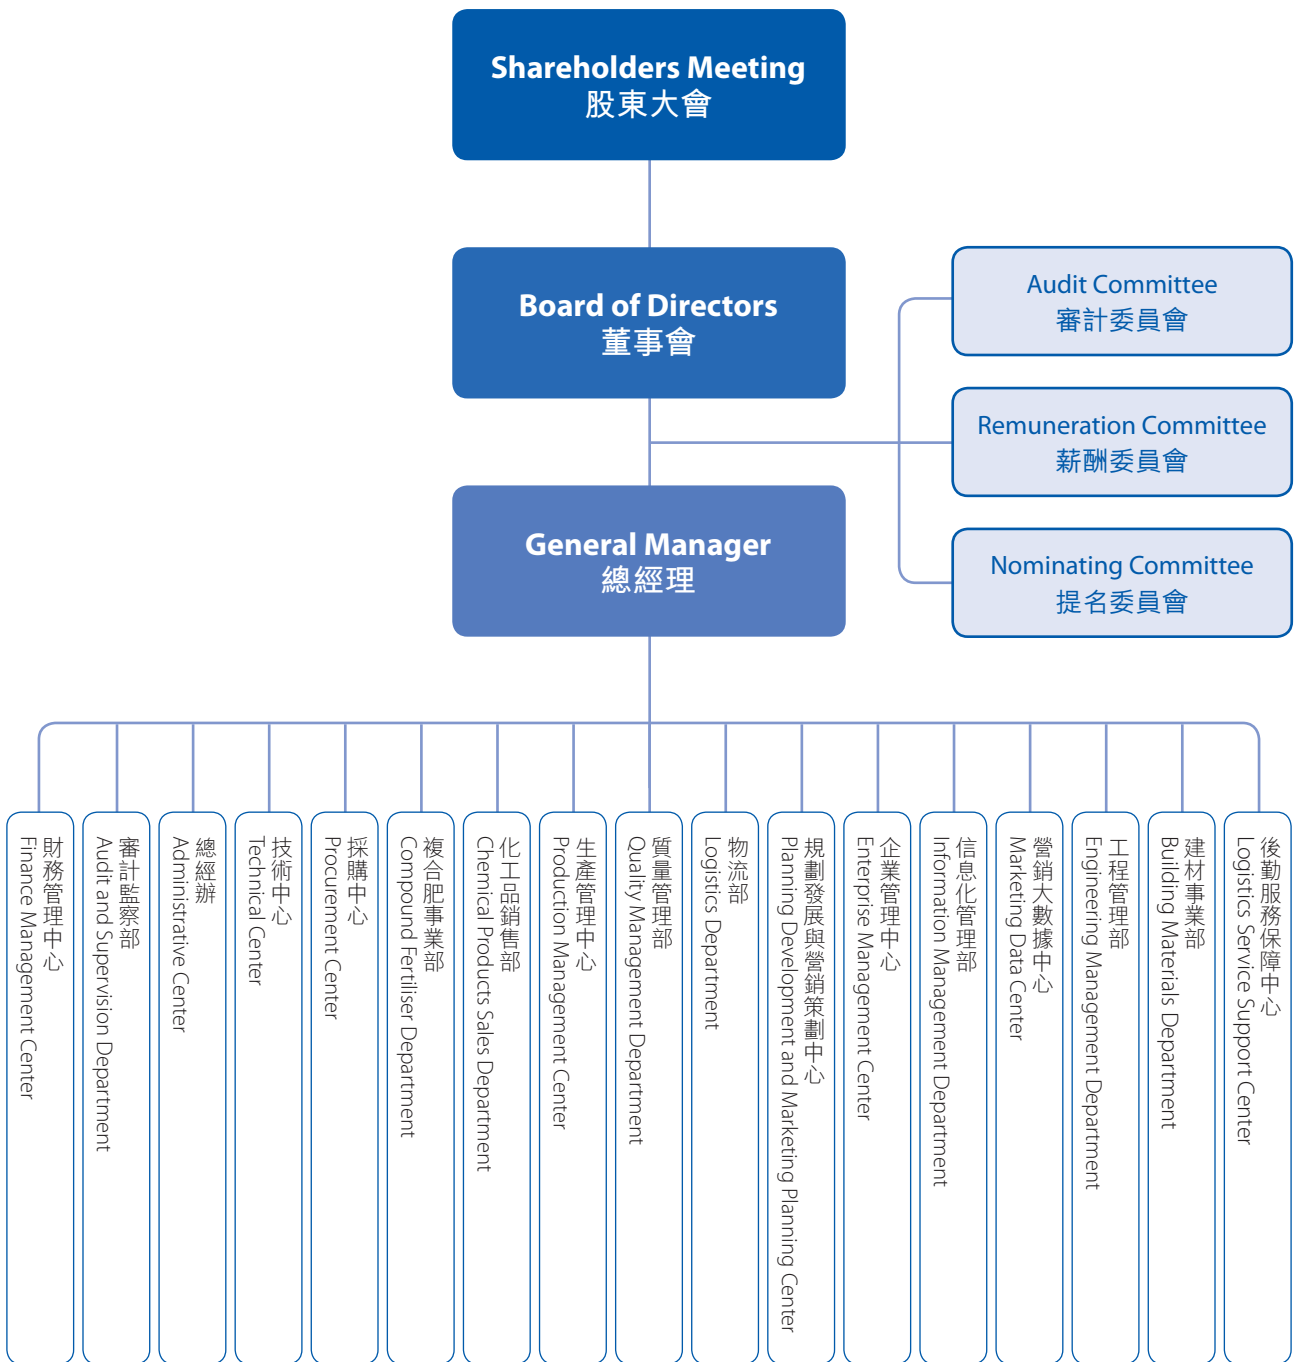 Shareholders Meeting
股東大會
Board of Directors
董事會
Audit Committee
審計委員會
Remuneration Committee
薪酬委員會
General Manager
總經理
Nominating Committee
提名委員會
財務管理中心
Finance Management Center
審計監察部
Audit and Supervision Department
總經辦
Administrative Center
技術中心
Technical Center
採購中心
Procurement Center
複合肥事業部
Compound Fertiliser Department
化工品銷售部
Chemical Products Sales Department
生產管理中心
Production Management Center
質量管理部
Quality Management Department
物流部
Logistics Department
規劃發展與營銷策劃中心
Planning Development and Marketing Planning Center
企業管理中心
Enterprise Management Center
信息化管理部
Information Management Department
營銷大數據中心
Marketing Data Center
工程管理部
Engineering Management Department
建材事業部
Building Materials Department
後勤服務保障中心
Logistics Service Support Center